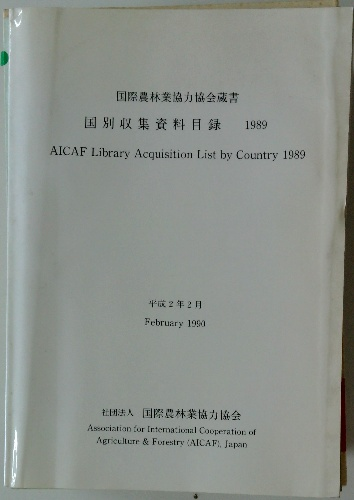 国際農林業協力協会蔵書
国別収集資料目録 1989
AICAF Library Acquisition List by Country 1989
平成2年2月
February 1990
社団法人 国際農林業協力協会
Association for International Cooperation of
Agriculture & Forestry (AICAF), Japan